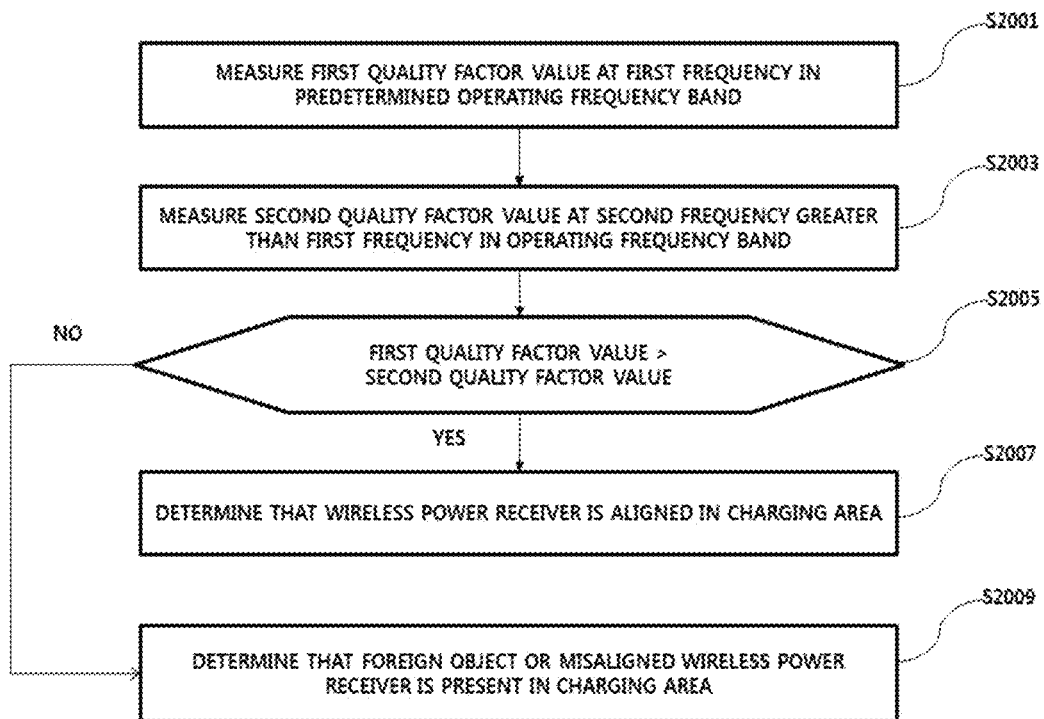 S2001
MEASURE FIRST QUALITY FACTOR VALUE AT FIRST FREQUENCY IN
PREDETERMINED OPERATING FREQUENCY BAND
S2003
MEASURE SECOND QUALITY FACTOR VALUE AT SECOND FREQUENCY GREATER
THAN FIRST FREQUENCY IN OPERATING FREQUENCY BAND
S2005
NO
FIRST QUALITY FACTOR VALUE >
SECOND QUALITY FACTOR VALUE
YES
S2007
DETERMINE THAT WIRELESS POWER RECEIVER IS ALIGNED IN CHARGING AREA
S2009
DETERMINE THAT FOREIGN OBJECT OR MISALIGNED WIRELESS POWER
RECEIVER IS PRESENT IN CHARGING AREA